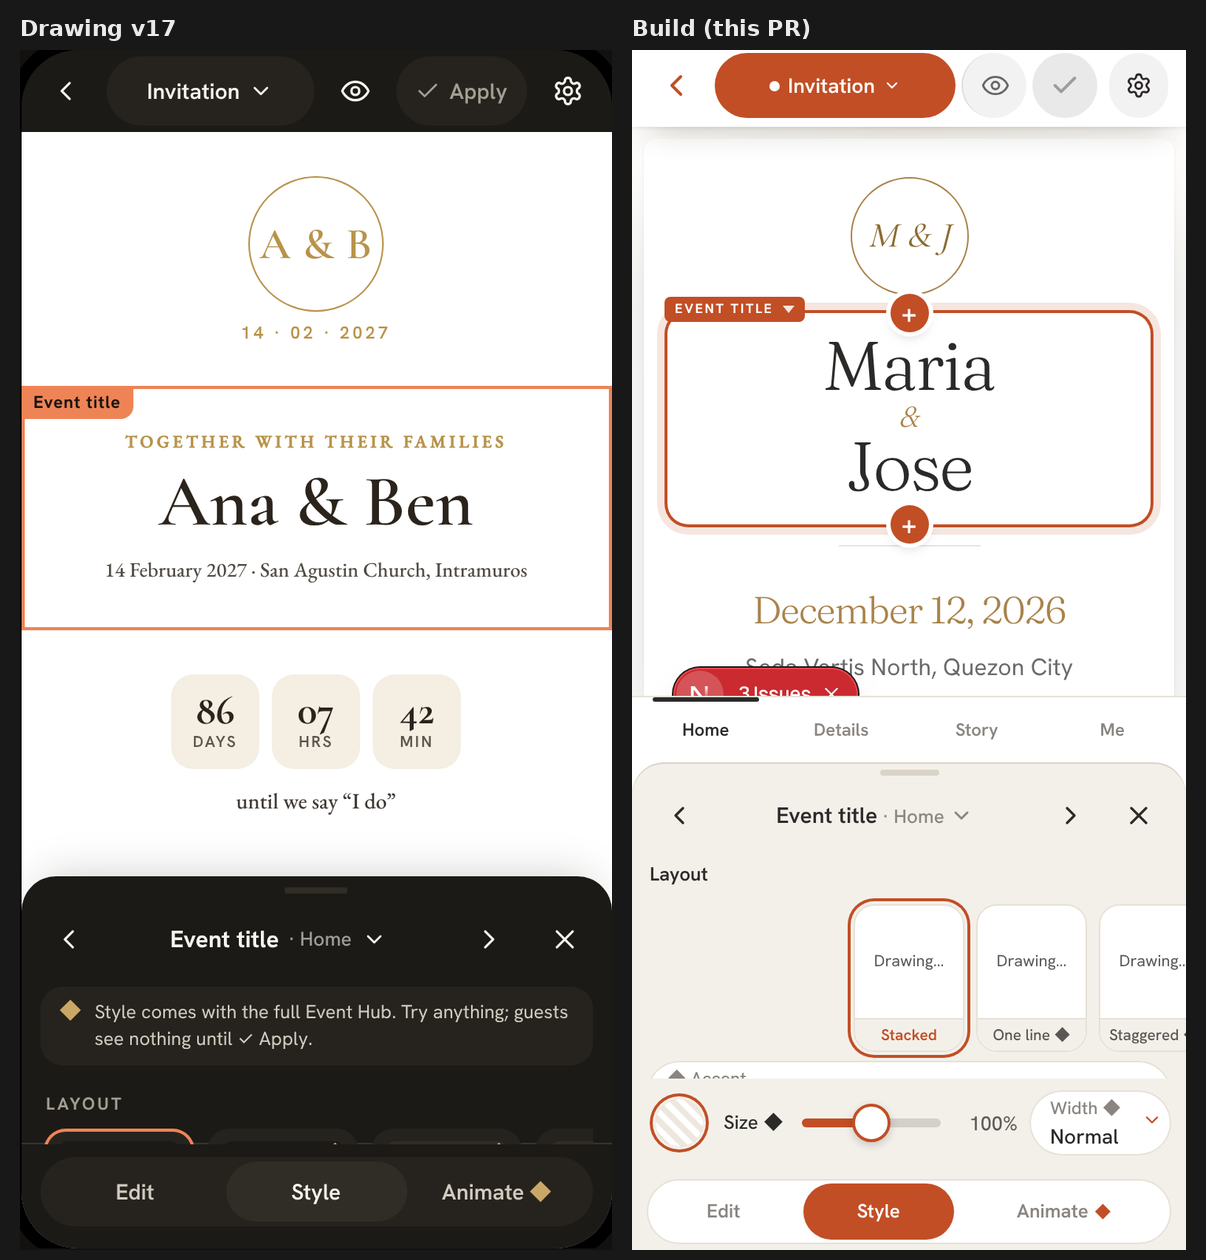 Drawing v17
Invitation
Apply
A & B
14 · 02 · 2027
Event title
TOGETHER WITH THEIR FAMILIES
Ana & Ben
14 February 2027 · San Agustin Church, Intramuros
86 07 42
DAYS HRS MIN
until we say “I do”
Event title · Home
Style comes with the full Event Hub. Try anything; guests
see nothing until ✓ Apply.
LAYOUT
Edit Style Animate
Build (this PR)
Invitation
M & J
EVENT TITLE
+
Maria
&
Jose
+
December 12, 2026
North, Quezon City
3 Issues
Home Details Story Me
Event title · Home
Layout
Drawing... Drawing... Drawing...
Stacked One line Staggered
Accent
Size 100% Width
Normal
Edit Style Animate